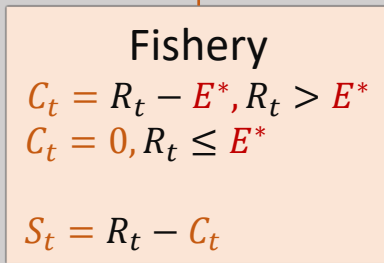 Fishery
C_t = R_t − E*, R_t > E*
C_t = 0, R_t ≤ E*
S_t = R_t − C_t